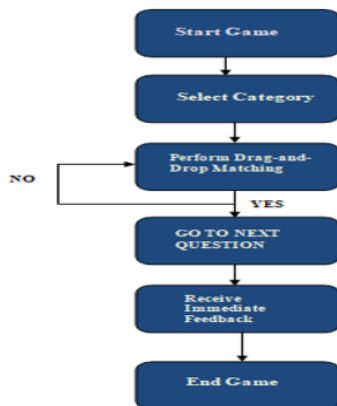 Start Game
Select Category
Perform Drag-and-
Drop Matching
NO
YES
GO TO NEXT
QUESTION
Receive
Immediate
Feedback
End Game